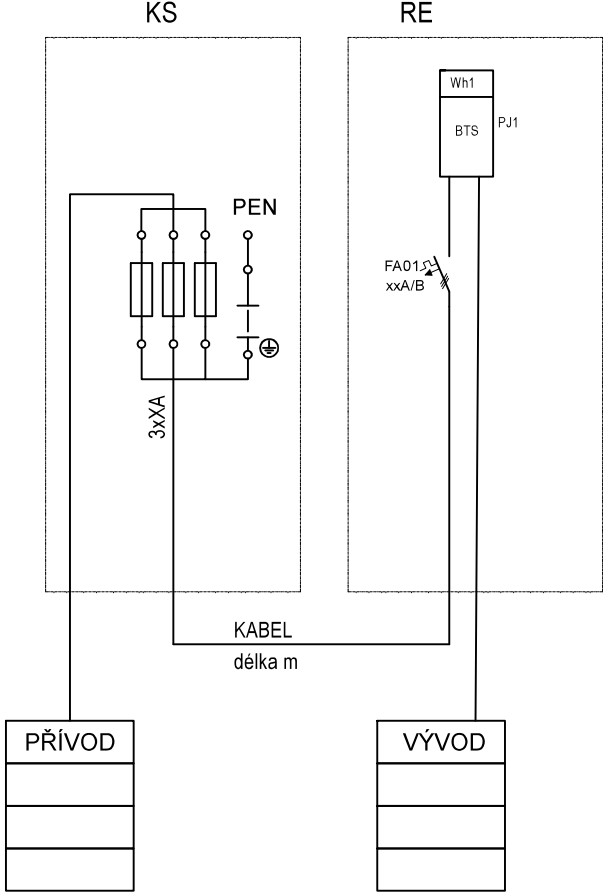 KS
RE
Wh1
BTS
PJ1
PEN
FA01
xxA/B
3xXA
KABEL
délka m
PŘÍVOD
VÝVOD